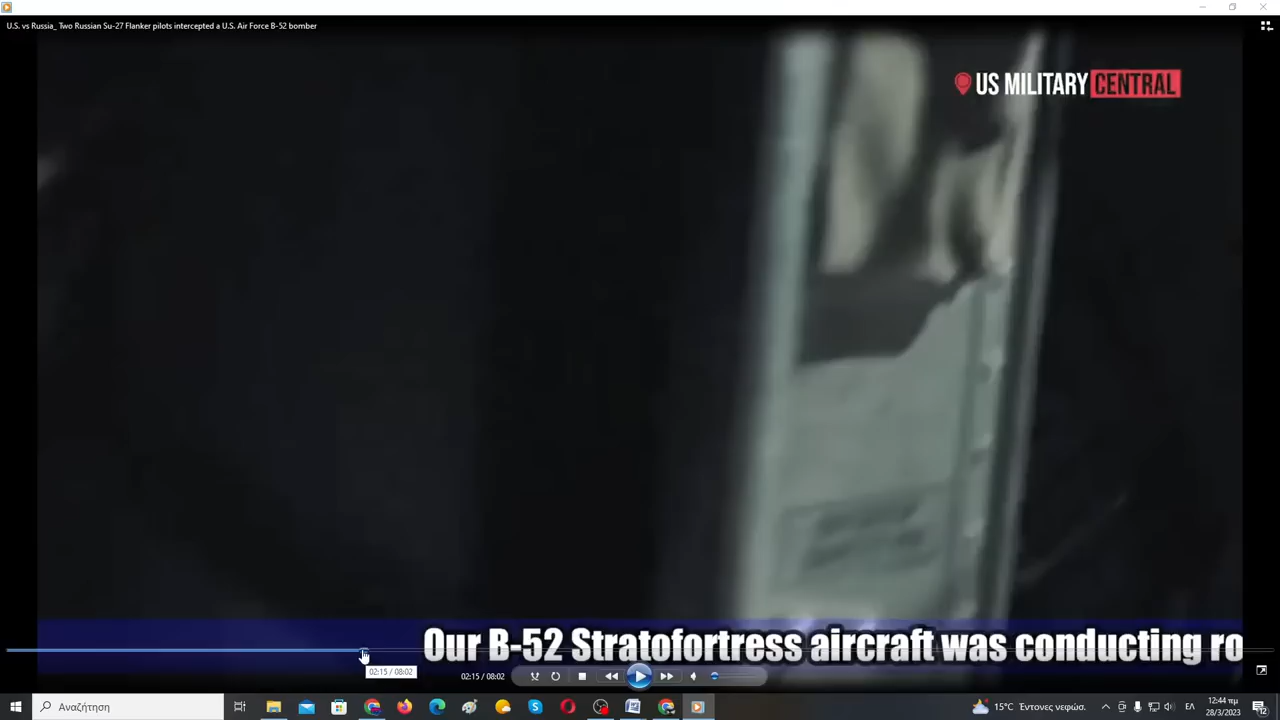 U.S. vs Russia_ Two Russian Su-27 Flanker pilots intercepted a U.S. Air Force B-52 bomber
US MILITARY CENTRAL
Our B-52 Stratofortress aircraft was conducting ro
02:15 / 08:02
02:15 / 08:02
Αναζήτηση
15°C Έντονες νεφώσ.
ΕΛ
12:44 πμ
28/3/2023
12